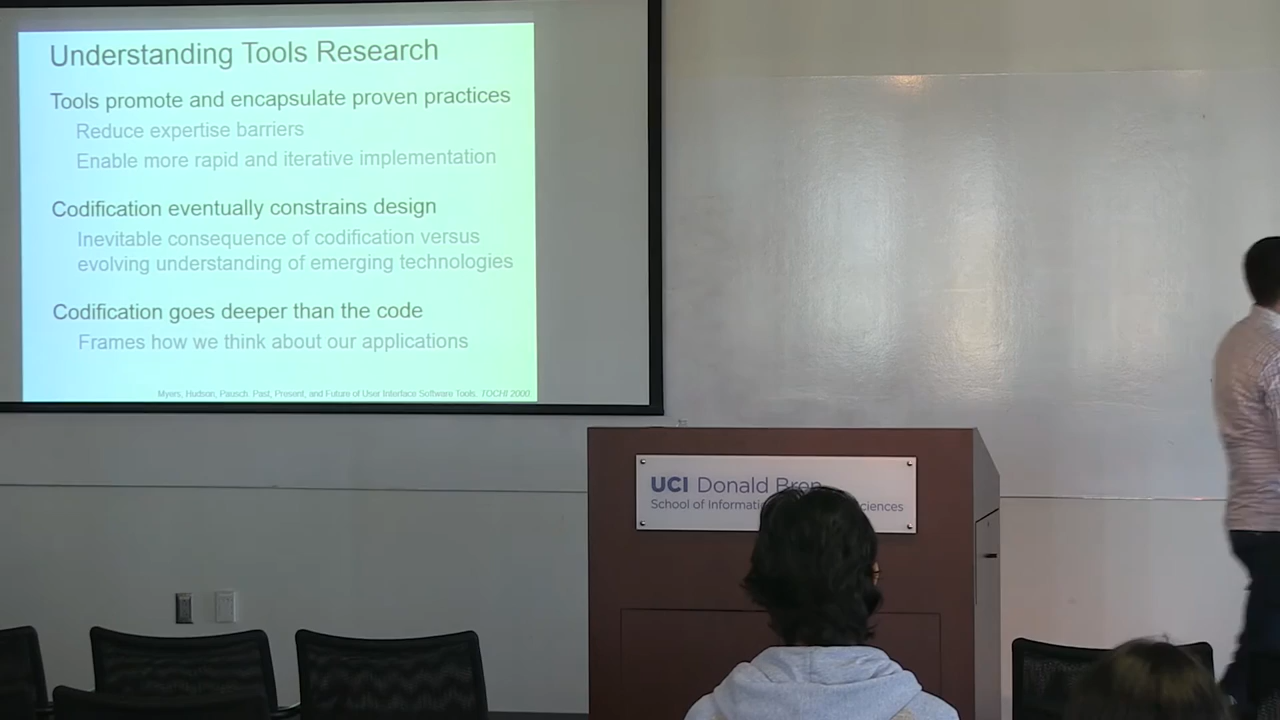 Understanding Tools Research
Tools promote and encapsulate proven practices
Reduce expertise barriers
Enable more rapid and iterative implementation
Codification eventually constrains design
Inevitable consequence of codification versus
evolving understanding of emerging technologies
Codification goes deeper than the code
Frames how we think about our applications
Myers, Hudson, Pausch. Past, Present, and Future of User Interface Software Tools. TOCHI 2000.
UCI Donald Bren
School of Informati ciences